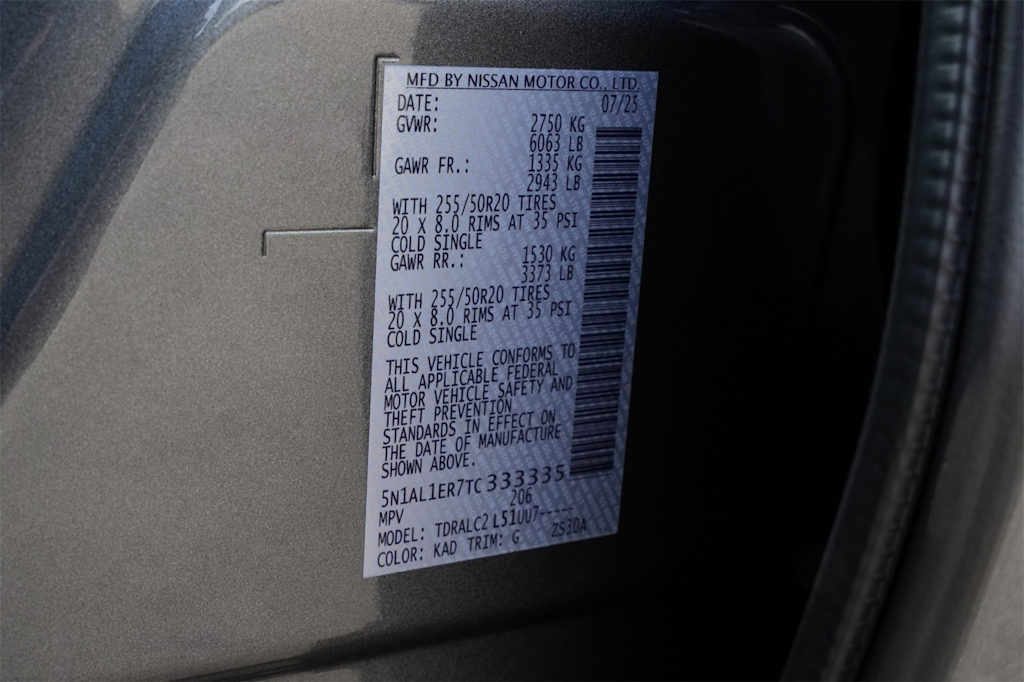 MFD BY NISSAN MOTOR CO., LTD.
DATE: 07/25
GVWR: 2750 KG
6063 LB
GAWR FR.: 1335 KG
2943 LB
WITH 255/50R20 TIRES
20 X 8.0 RIMS AT 35 PSI
COLD SINGLE
GAWR RR.: 1530 KG
3373 LB
WITH 255/50R20 TIRES
20 X 8.0 RIMS AT 35 PSI
COLD SINGLE
THIS VEHICLE CONFORMS TO
ALL APPLICABLE FEDERAL
MOTOR VEHICLE SAFETY AND
THEFT PREVENTION
STANDARDS IN EFFECT ON
THE DATE OF MANUFACTURE
SHOWN ABOVE.
5N1AL1ER7TC333335
MPV 206
MODEL: TDRALC2L51UU7-----
COLOR: KAD TRIM: G ZS30A